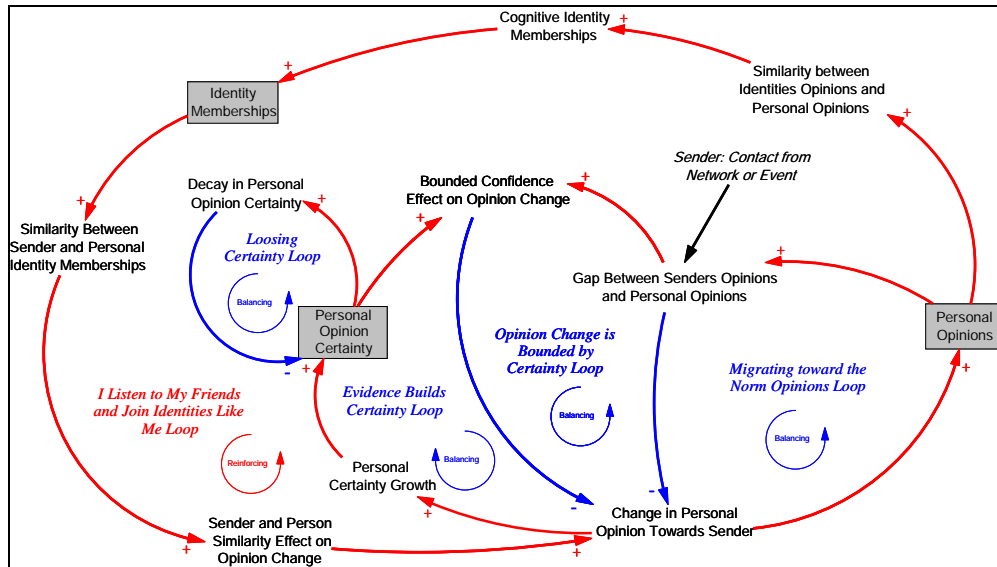 Cognitive Identity
Memberships
+
+
Identity
Memberships
Similarity between
Identities Opinions and
Personal Opinions
+
Sender: Contact from
Network or Event
Decay in Personal
Opinion Certainty
+
Bounded Confidence
Effect on Opinion Change
+
+
+
Similarity Between
Sender and Personal
Identity Memberships
Loosing
Certainty Loop
Balancing
Gap Between Senders Opinions
and Personal Opinions
+
Personal
Opinion
Certainty
-
+
Personal
Opinions
+
Opinion Change is
Bounded by
Certainty Loop
Balancing
Migrating toward the
Norm Opinions Loop
Balancing
I Listen to My Friends
and Join Identities Like
Me Loop
Reinforcing
Evidence Builds
Certainty Loop
Balancing
Personal
Certainty Growth
+
-
-
Change in Personal
Opinion Towards Sender
Sender and Person
Similarity Effect on
Opinion Change
+
+